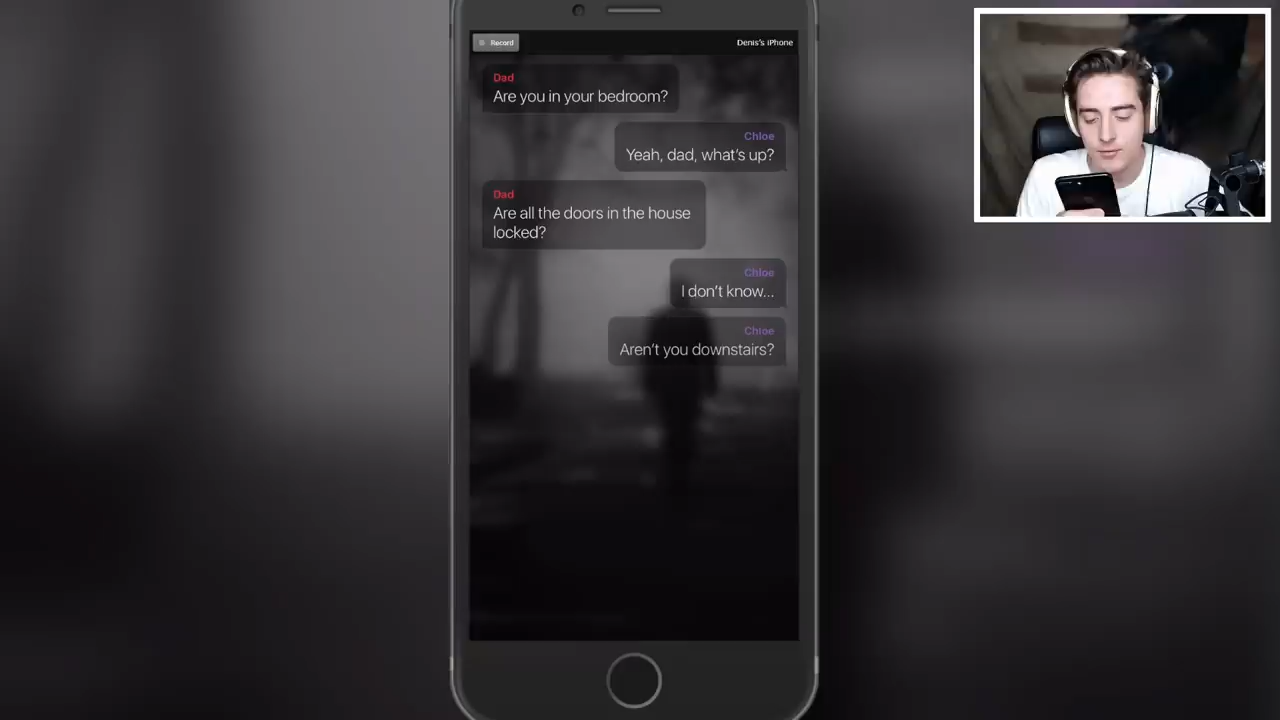 Record
Denis's iPhone
Dad
Are you in your bedroom?
Chloe
Yeah, dad, what's up?
Dad
Are all the doors in the house
locked?
Chloe
I don't know...
Chloe
Aren't you downstairs?